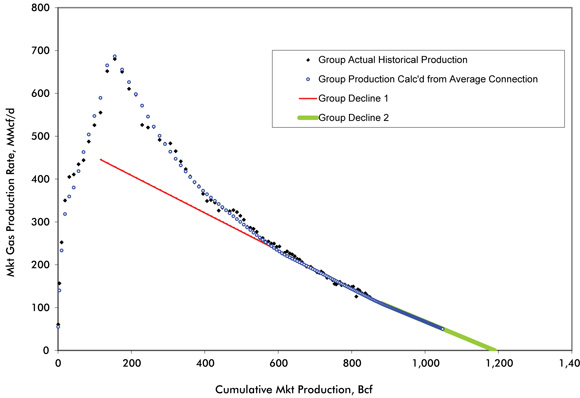 800
700
600
500
400
300
200
100
0
Mkt Gas Production Rate, MMcf/d
Group Actual Historical Production
Group Production Calc'd from Average Connection
Group Decline 1
Group Decline 2
0 200 400 600 800 1,000 1,200 1,40
Cumulative Mkt Production, Bcf